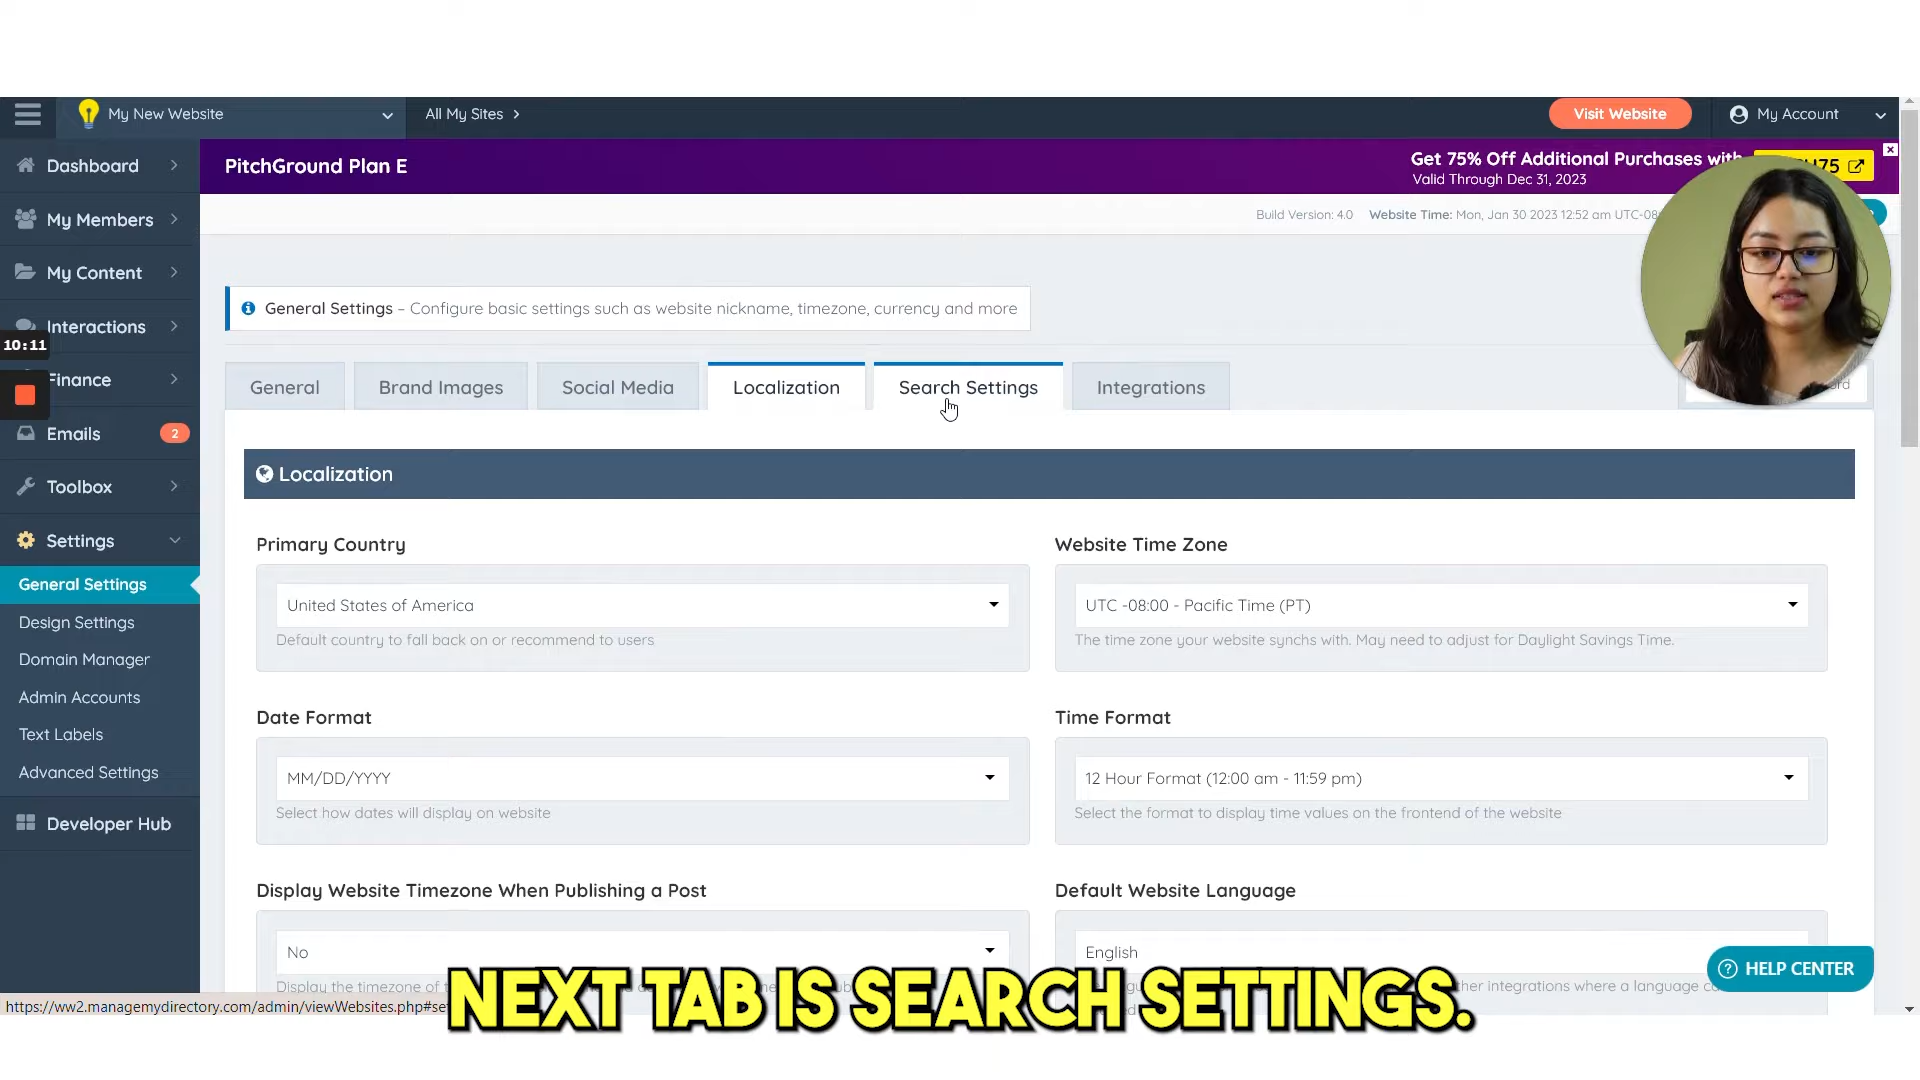 My New Website
All My Sites
Visit Website
My Account
Dashboard
PitchGround Plan E
Get 75% Off Additional Purchases with
Valid Through Dec 31, 2023
My Members
Build Version: 4.0 Website Time: Mon, Jan 30 2023 12:52 am UTC-08
My Content
General Settings – Configure basic settings such as website nickname, timezone, currency and more
Interactions
10:11
Finance
General
Brand Images
Social Media
Localization
Search Settings
Integrations
Emails
2
Localization
Toolbox
Settings
Primary Country
Website Time Zone
General Settings
United States of America
UTC -08:00 - Pacific Time (PT)
Default country to fall back on or recommend to users
The time zone your website synchs with. May need to adjust for Daylight Savings Time.
Design Settings
Domain Manager
Admin Accounts
Date Format
Time Format
Text Labels
Advanced Settings
MM/DD/YYYY
12 Hour Format (12:00 am - 11:59 pm)
Select how dates will display on website
Select the format to display time values on the frontend of the website
Developer Hub
Display Website Timezone When Publishing a Post
Default Website Language
No
English
HELP CENTER
Display the timezone of
other integrations where a language
https://ww2.managemydirectory.com/admin/viewWebsites.php#se
NEXT TAB IS SEARCH SETTINGS.